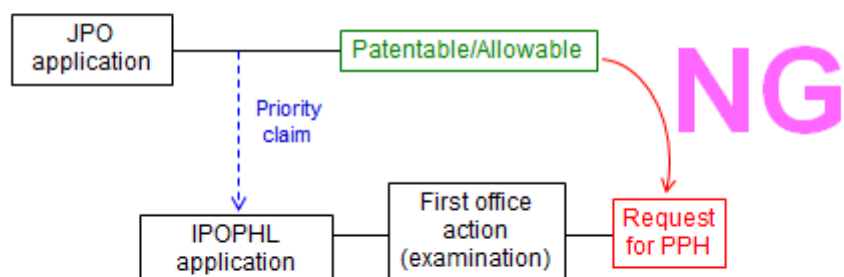 JPO
application
Patentable/Allowable
NG
Priority
claim
IPOPHL
application
First office
action
(examination)
Request
for PPH